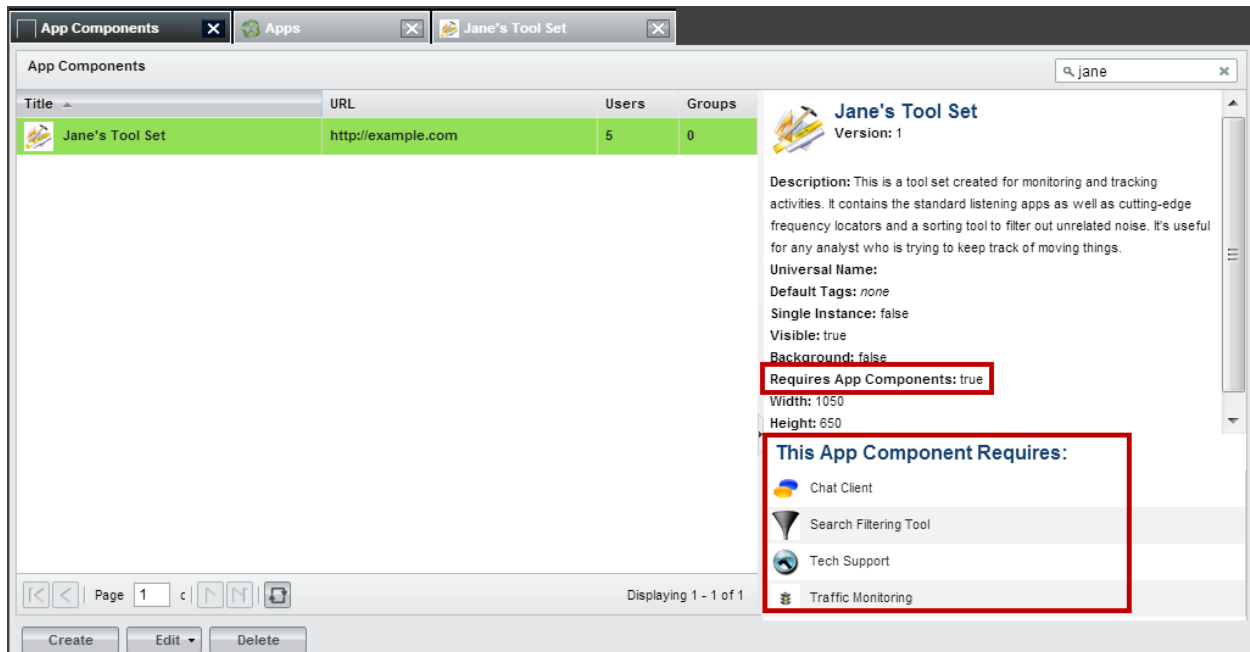 App Components
Apps
Jane's Tool Set
App Components
jane
Title
URL
Users
Groups
Jane's Tool Set
http://example.com
5
0
Jane's Tool Set
Version: 1
Description: This is a tool set created for monitoring and tracking
activities. It contains the standard listening apps as well as cutting-edge
frequency locators and a sorting tool to filter out unrelated noise. It's useful
for any analyst who is trying to keep track of moving things.
Universal Name:
Default Tags: none
Single Instance: false
Visible: true
Background: false
Requires App Components: true
Width: 1050
Height: 650
This App Component Requires:
Chat Client
Search Filtering Tool
Tech Support
Traffic Monitoring
Page 1 c
Displaying 1 - 1 of 1
Create
Edit
Delete